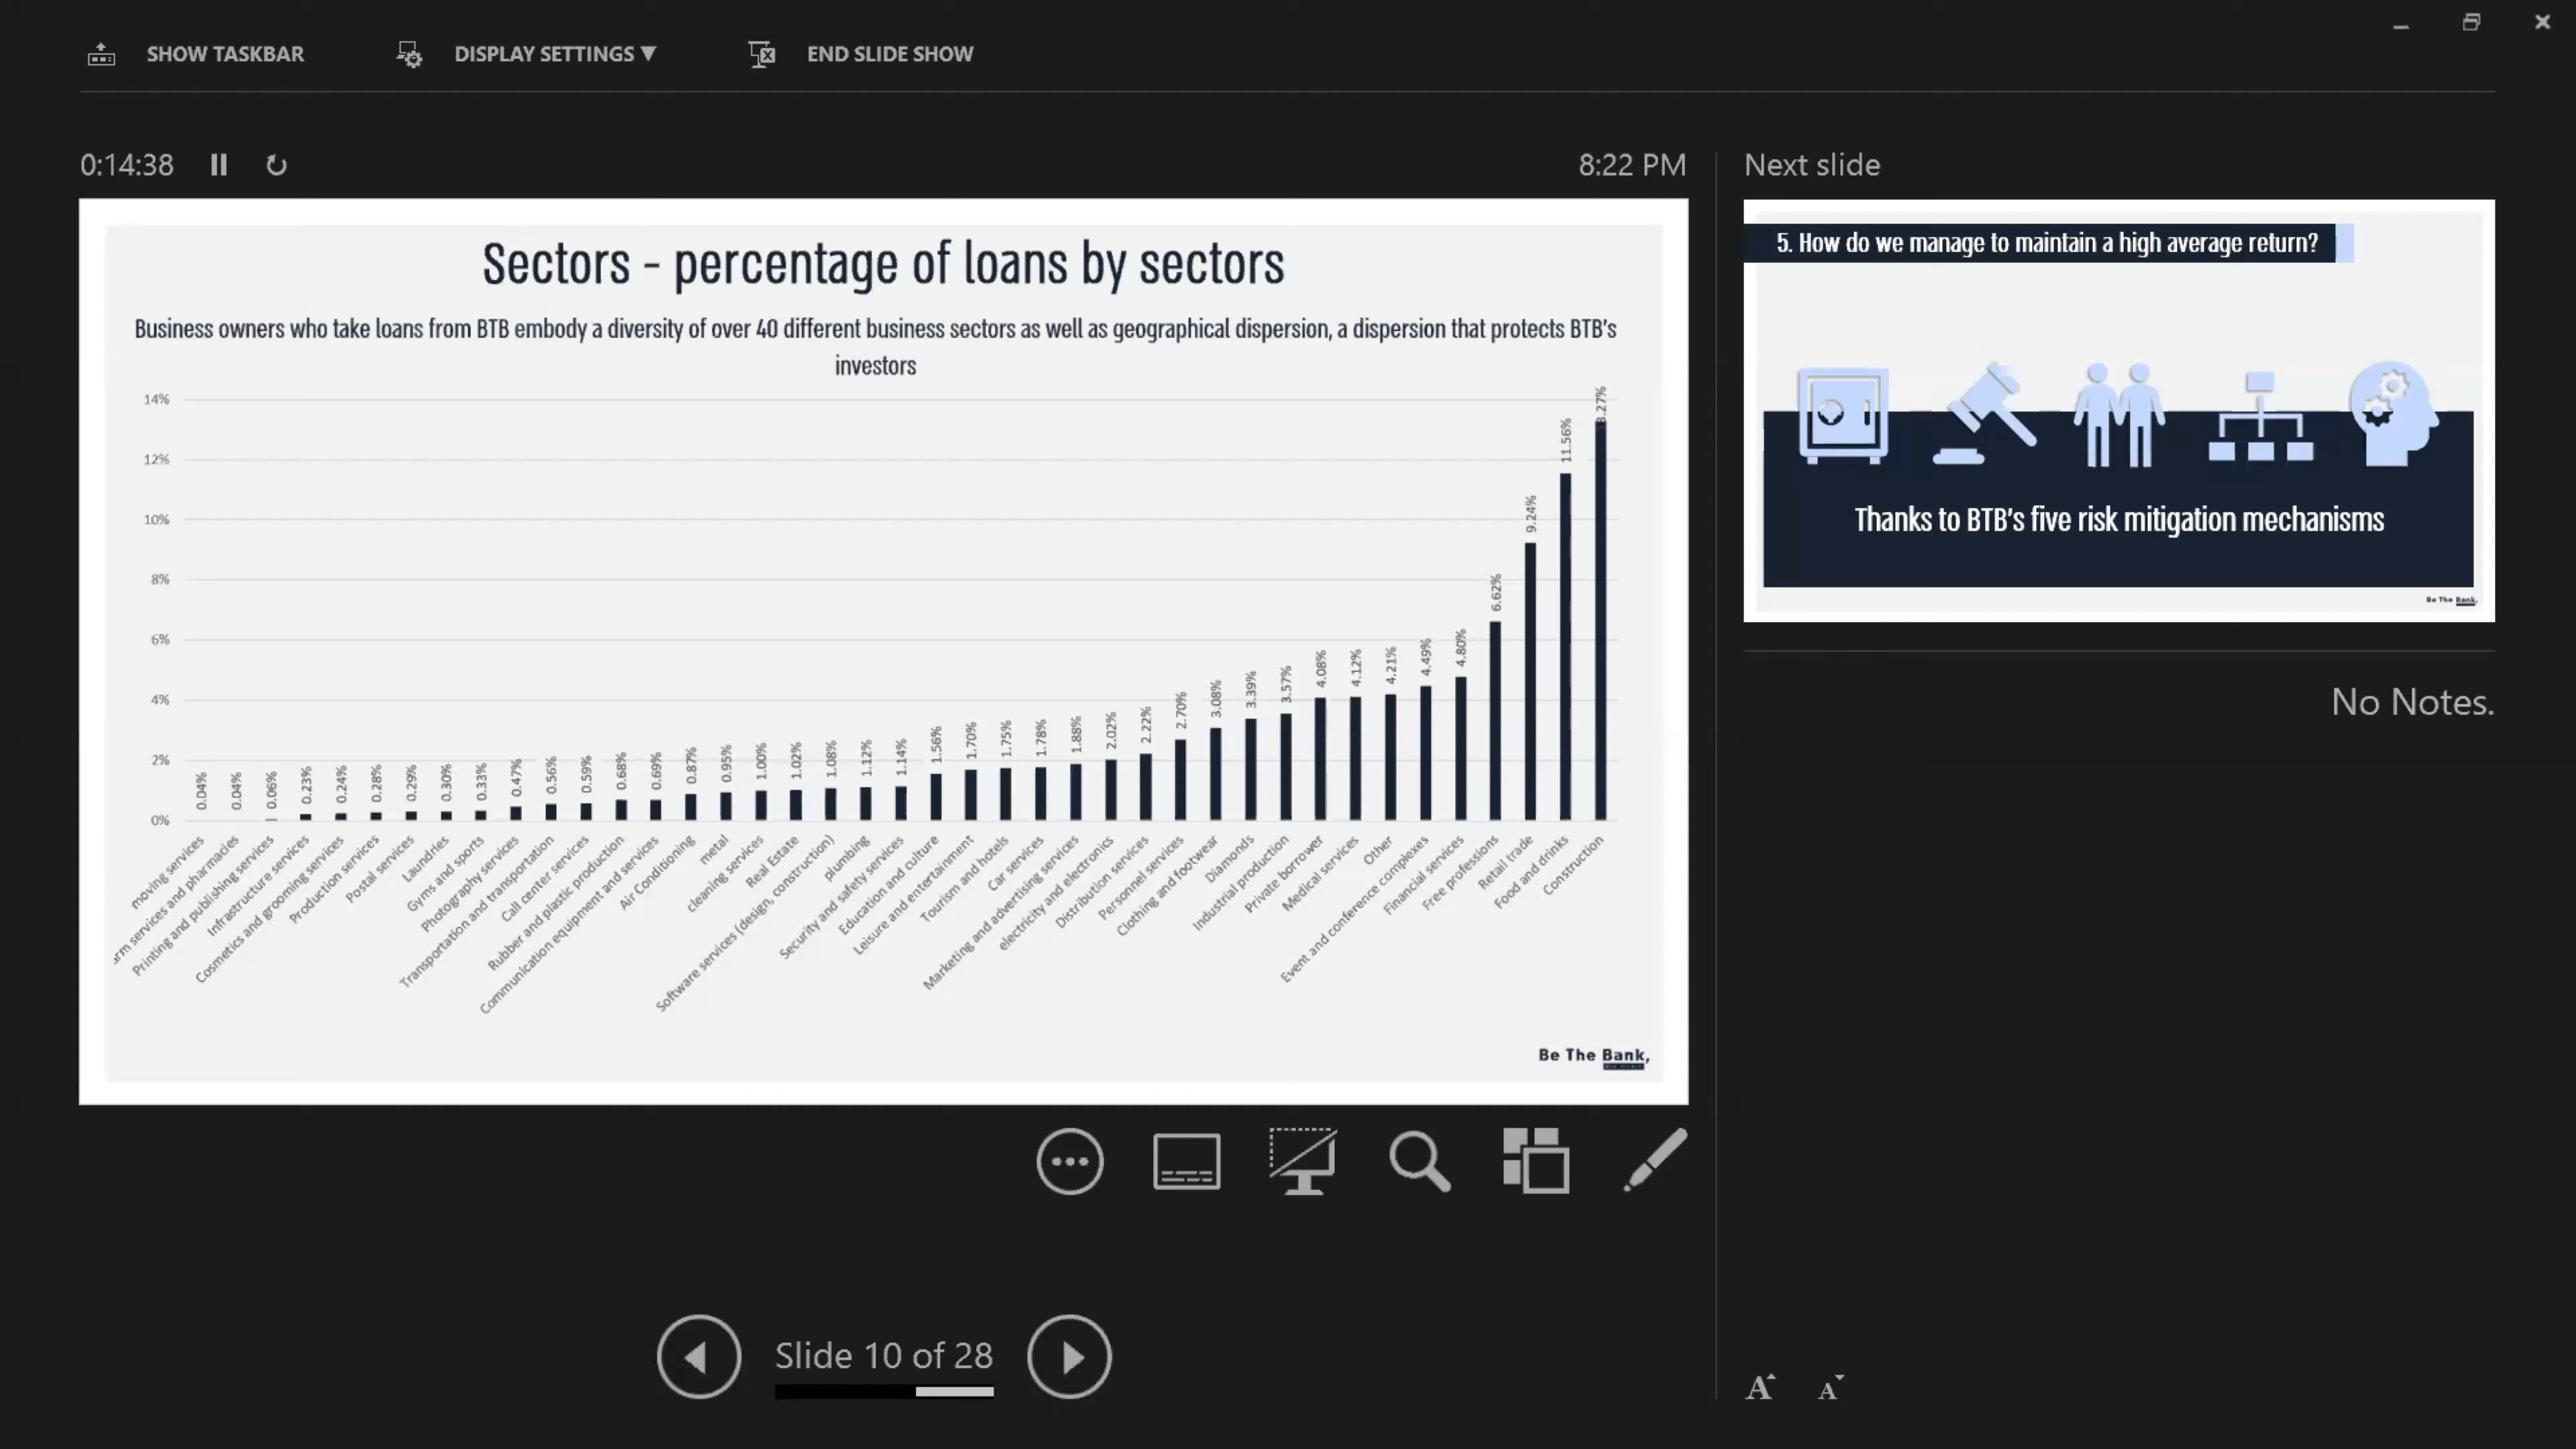 SHOW TASKBAR
DISPLAY SETTINGS ▼
END SLIDE SHOW
0:14:38
8:22 PM
Next slide
Sectors - percentage of loans by sectors
Business owners who take loans from BTB embody a diversity of over 40 different business sectors as well as geographical dispersion, a dispersion that protects BTB's
investors
14%
12%
10%
8%
6%
4%
2%
0%
0.04%
0.04%
0.06%
0.23%
0.24%
0.28%
0.29%
0.30%
0.33%
0.47%
0.56%
0.59%
0.68%
0.69%
0.87%
0.95%
1.00%
1.02%
1.08%
1.12%
1.14%
1.56%
1.70%
1.75%
1.78%
1.88%
2.02%
2.22%
2.70%
3.08%
3.39%
3.57%
4.08%
4.12%
4.21%
4.49%
4.80%
6.62%
9.24%
11.56%
moving services
services and pharmacies
Printing and publishing services
Infrastructure services
Cosmetics and grooming services
Production services
Postal services
Laundries
Gyms and sports
Photography services
Transportation and transportation
Call center services
Rubber and plastic production
Communication equipment and services
Air Conditioning
metal
cleaning services
Real Estate
Software services (design, construction)
plumbing
Security and safety services
Education and culture
Leisure and entertainment
Tourism and hotels
Car services
Marketing and advertising services
electricity and electronics
Distribution services
Personnel services
Clothing and footwear
Diamonds
Industrial production
Private borrower
Medical services
Other
Event and conference complexes
Financial services
Free professions
Retail trade
Food and drinks
Construction
Be The Bank,
5. How do we manage to maintain a high average return?
Thanks to BTB's five risk mitigation mechanisms
Be The Bank,
No Notes.
Slide 10 of 28
A
A